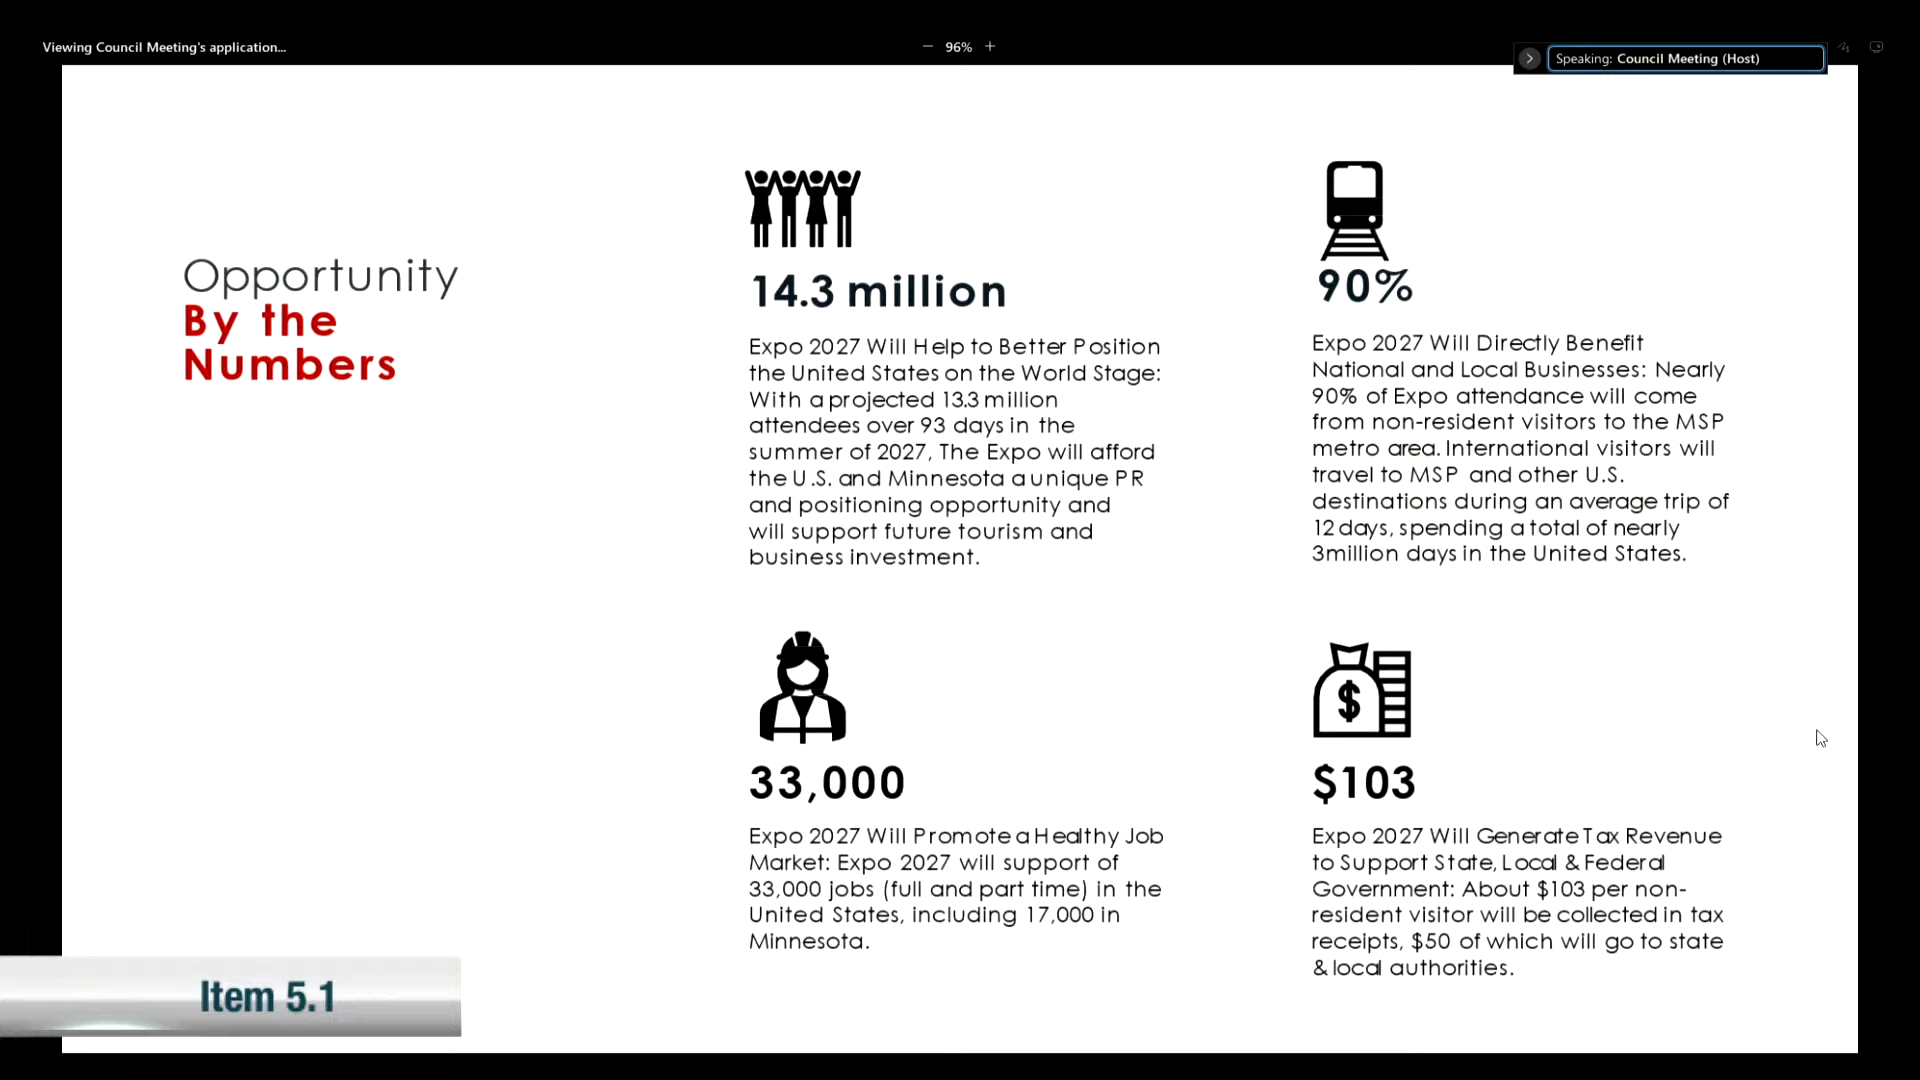 Viewing Council Meeting's application...
96%
Speaking: Council Meeting (Host)
Opportunity
By the
Numbers
14.3 million
Expo 2027 Will Help to Better Position
the United States on the World Stage:
With a projected 13.3 million
attendees over 93 days in the
summer of 2027, The Expo will afford
the U.S. and Minnesota a unique PR
and positioning opportunity and
will support future tourism and
business investment.
90%
Expo 2027 Will Directly Benefit
National and Local Businesses: Nearly
90% of Expo attendance will come
from non-resident visitors to the MSP
metro area. International visitors will
travel to MSP and other U.S.
destinations during an average trip of
12 days, spending a total of nearly
3million days in the United States.
33,000
Expo 2027 Will Promote a Healthy Job
Market: Expo 2027 will support of
33,000 jobs (full and part time) in the
United States, including 17,000 in
Minnesota.
$
$103
Expo 2027 Will Generate Tax Revenue
to Support State, Local & Federal
Government: About $103 per non-
resident visitor will be collected in tax
receipts, $50 of which will go to state
& local authorities.
Item 5.1